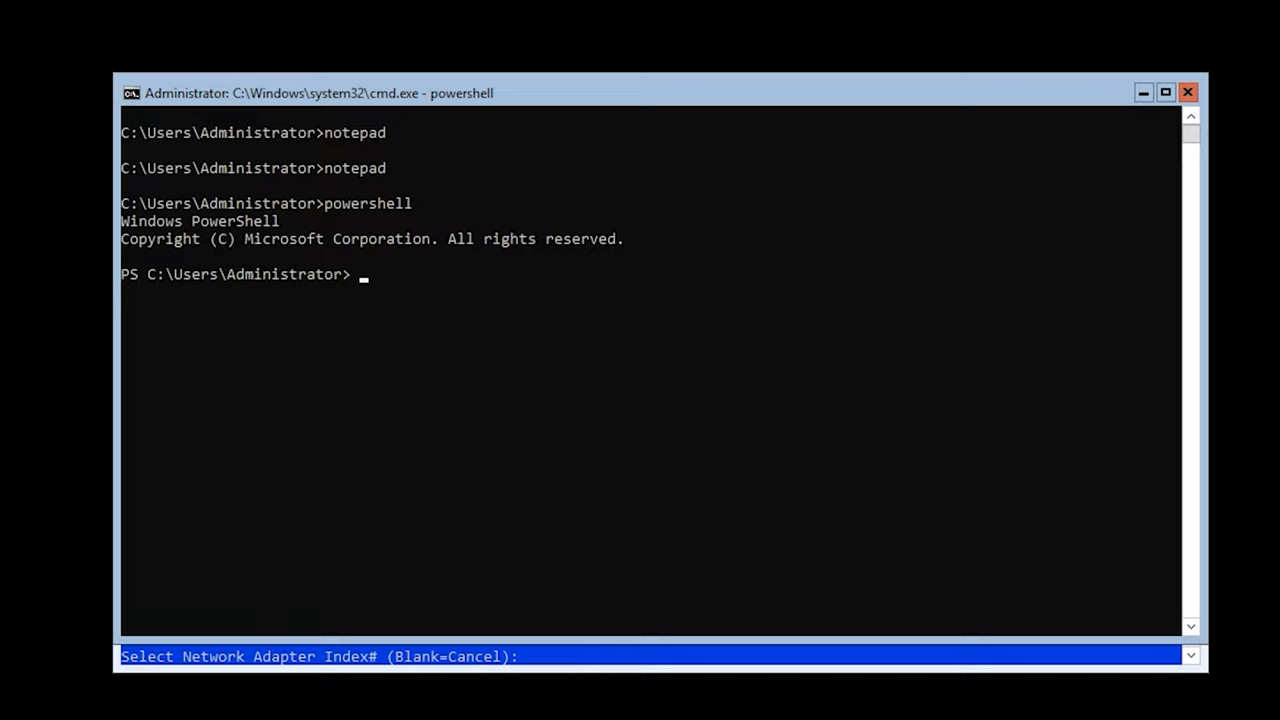 Administrator: C:\Windows\system32\cmd.exe - powershell
C:\Users\Administrator>notepad
C:\Users\Administrator>notepad
C:\Users\Administrator>powershell
Windows PowerShell
Copyright (C) Microsoft Corporation. All rights reserved.
PS C:\Users\Administrator> _
Select Network Adapter Index# (Blank=Cancel):